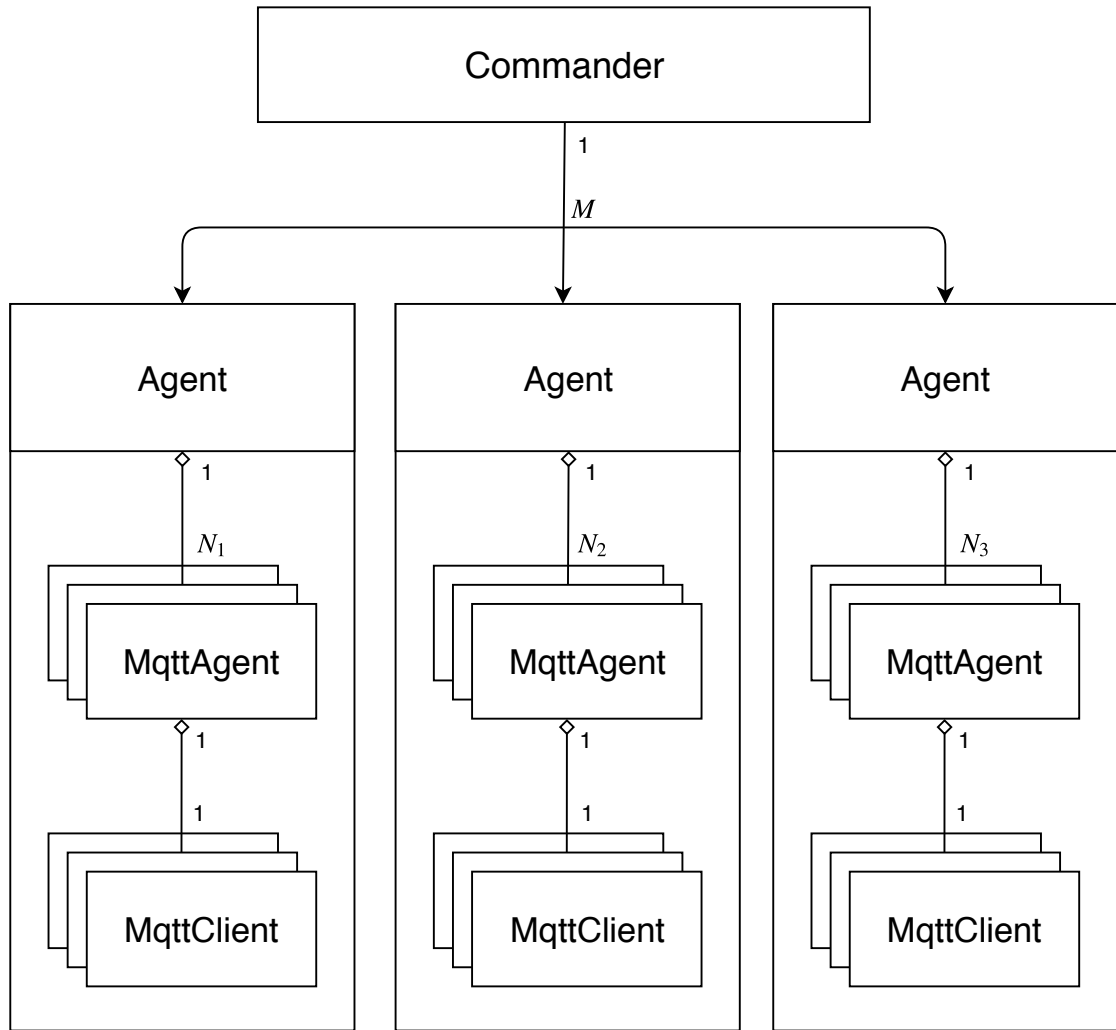 Commander
1
M
Agent Agent Agent
1 1 1
N₁ N₂ N₃
MqttAgent MqttAgent MqttAgent
1 1 1
1 1 1
MqttClient MqttClient MqttClient